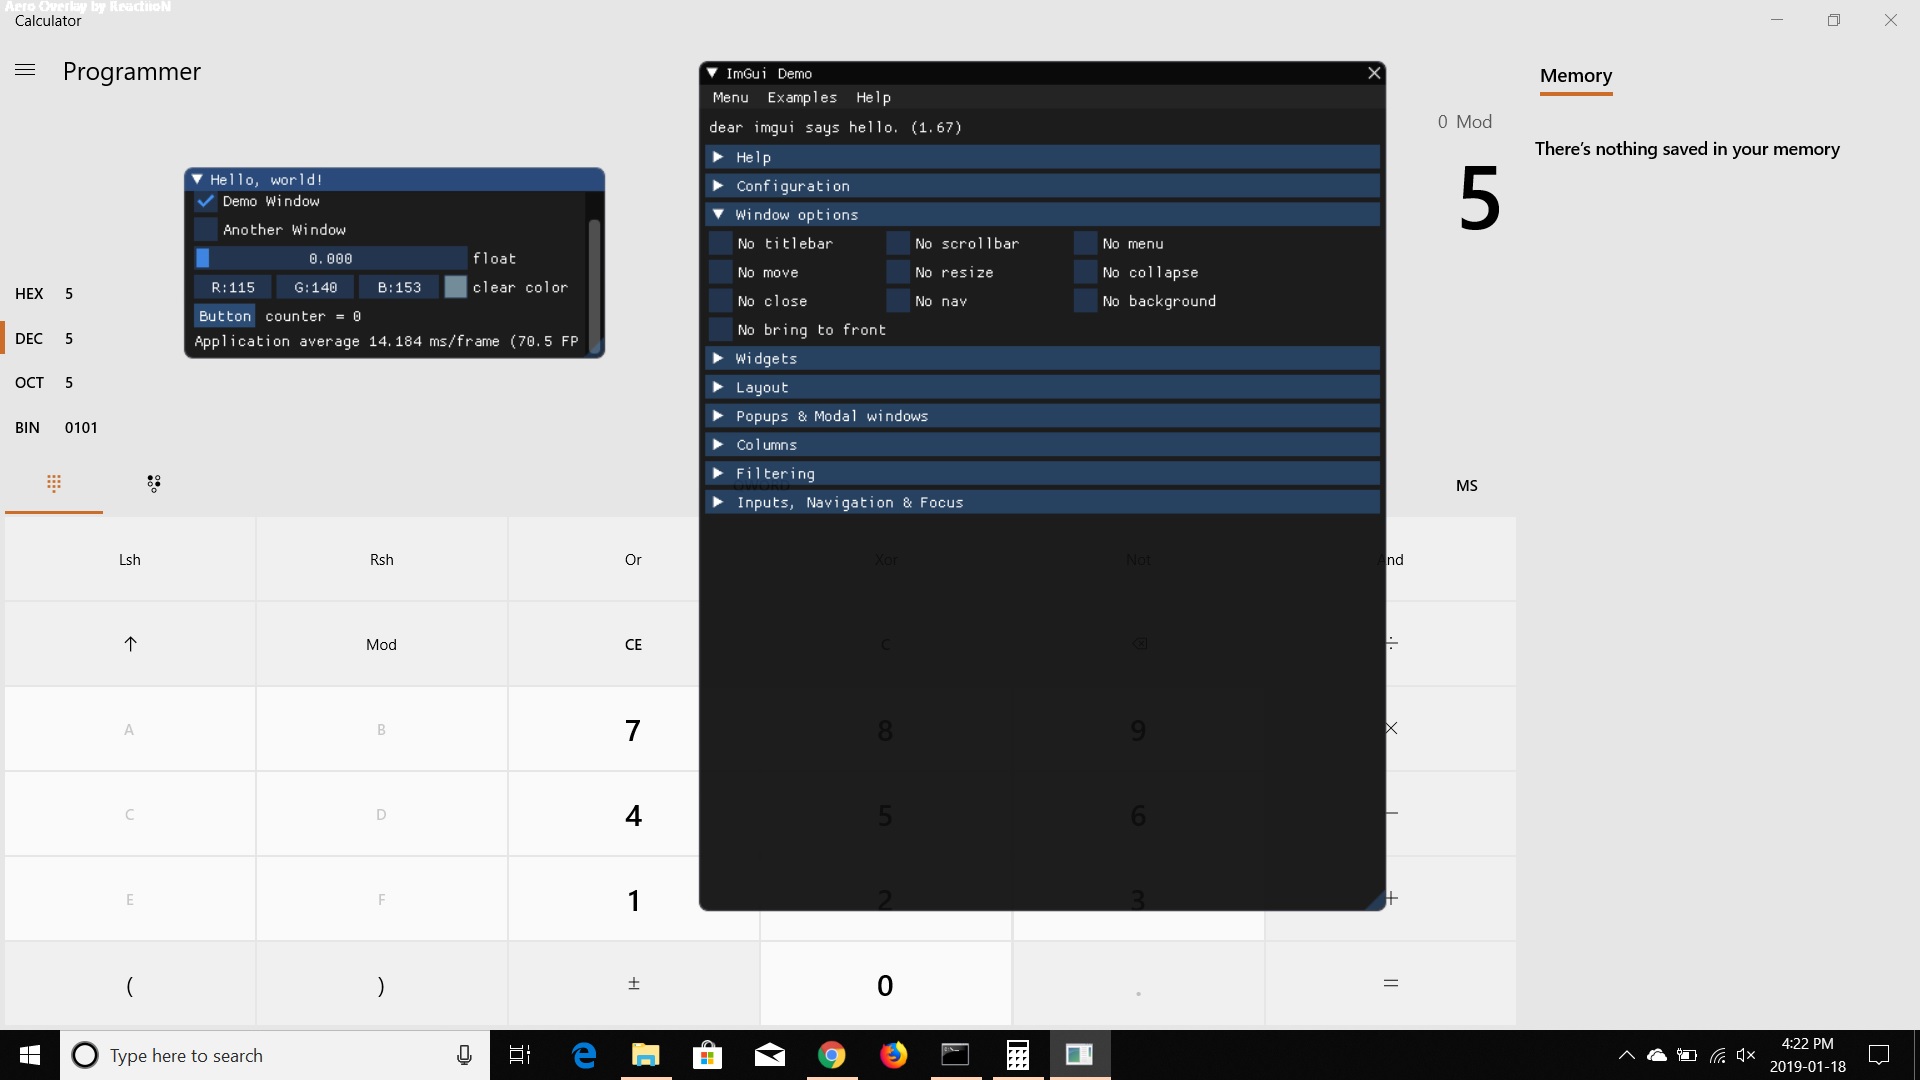 Aero Overlay by ReactioN
Calculator
Programmer
HEX 5
DEC 5
OCT 5
BIN 0101
Hello, world!
Demo Window
Another Window
0.000 float
R:115 G:140 B:153 clear color
Button counter = 0
Application average 14.184 ms/frame (70.5 FP
ImGui Demo
Menu Examples Help
dear imgui says hello. (1.67)
Help
Configuration
Window options
No titlebar No scrollbar No menu
No move No resize No collapse
No close No nav No background
No bring to front
Widgets
Layout
Popups & Modal windows
Columns
Filtering
QWORD
Inputs, Navigation & Focus
0 Mod
5
Memory
There's nothing saved in your memory
MS
Lsh Rsh Or Xor Not And
↑ Mod CE C ÷
A B 7 8 9 ×
C D 4 5 6 −
E F 1 2 3 +
( ) ± 0 . =
Type here to search
4:22 PM
2019-01-18